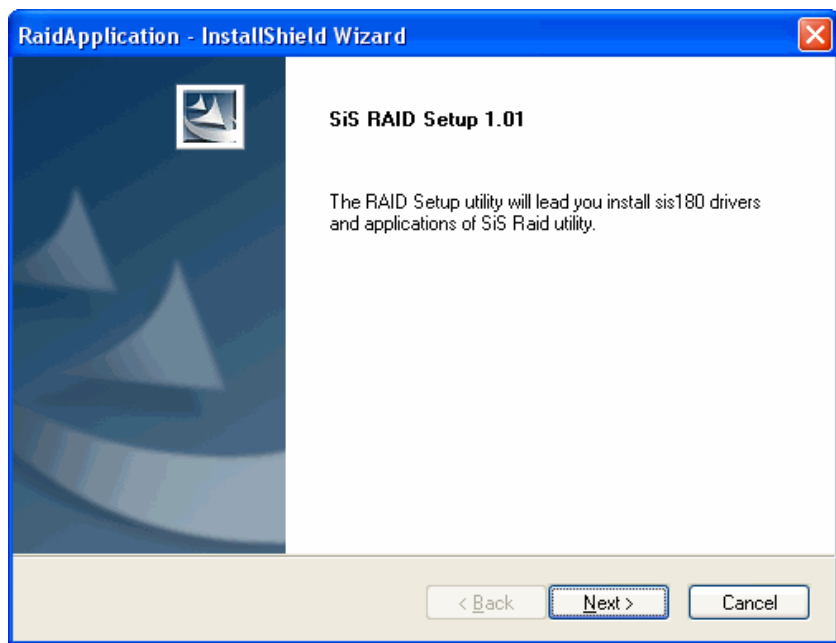 RaidApplication - InstallShield Wizard
SiS RAID Setup 1.01
The RAID Setup utility will lead you install sis180 drivers
and applications of SiS Raid utility.
< Back
Next >
Cancel